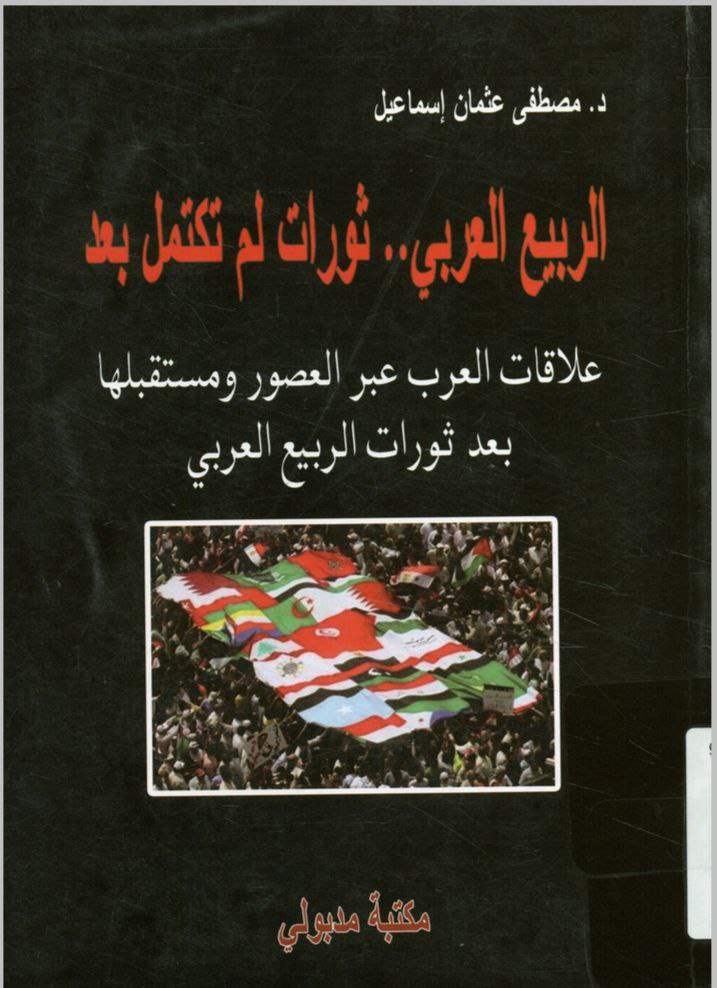 د. مصطفى عثمان إسماعيل
الربيع العربي.. ثورات لم تكتمل بعد
علاقات العرب عبر العصور ومستقبلها
بعد ثورات الربيع العربي
مكتبة مدبولي